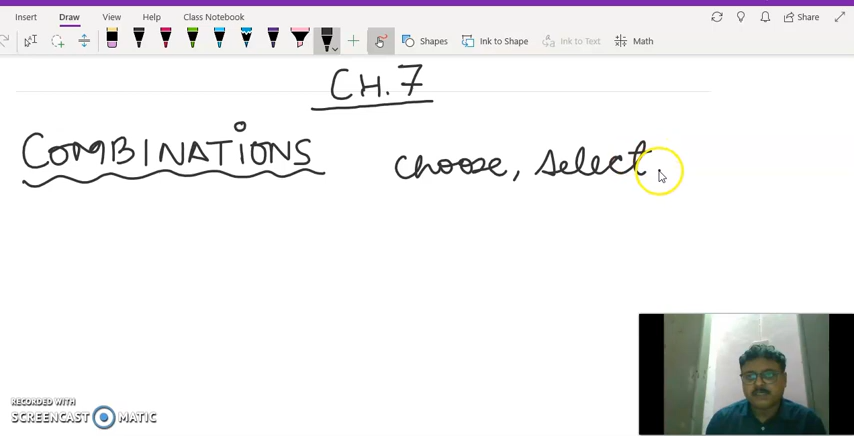 Insert Draw View Help Class Notebook Share
Shapes Ink to Shape Ink to Text Math
CH.7
COMBINATIONS choose, select
RECORDED WITH
SCREENCAST MATIC